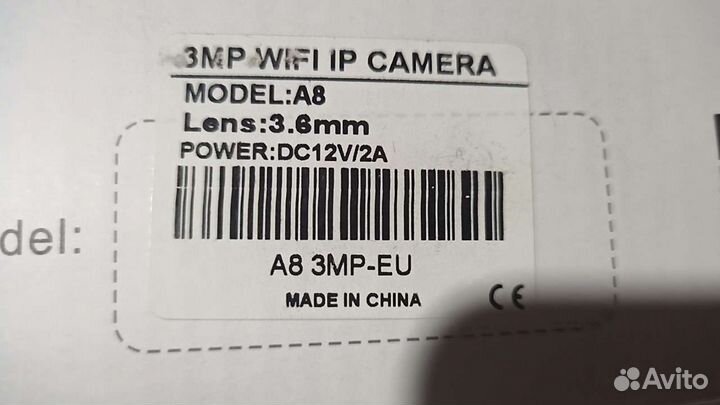 3MP WIFI IP CAMERA
MODEL:A8
Lens:3.6mm
POWER:DC12V/2A
del:
A8 3MP-EU
MADE IN CHINA CE
Avito